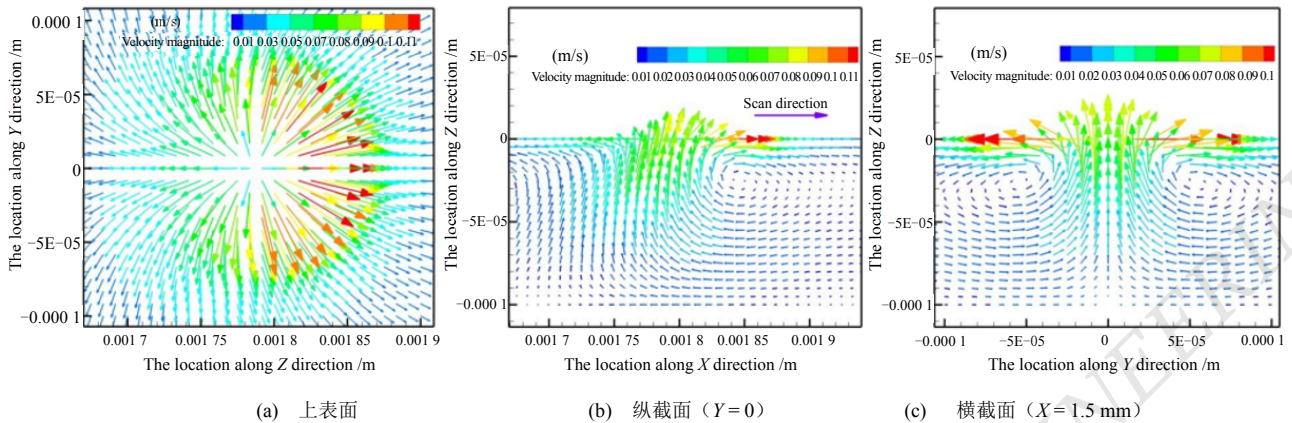 (m/s)
Velocity magnitude: 0.01 0.03 0.05 0.07 0.08 0.09 0.1 0.11
The location along Y direction /m
0.000 1
5E-05
0
−5E-05
−0.000 1
0.001 7 0.001 75 0.001 8 0.001 85 0.001 9
The location along Z direction /m
(a) 上表面
(m/s)
Velocity magnitude: 0.01 0.02 0.03 0.04 0.05 0.06 0.07 0.08 0.09 0.1 0.11
Scan direction
The location along Z direction /m
5E-05
0
−5E-05
−0.000 1
0.001 7 0.001 75 0.001 8 0.001 85 0.001 9
The location along X direction /m
(b) 纵截面（Y = 0）
(m/s)
Velocity magnitude: 0.01 0.02 0.03 0.04 0.05 0.06 0.07 0.08 0.09 0.1
The location along Z direction /m
5E-05
0
−5E-05
−0.000 1
−0.000 1 −5E-05 0 5E-05 0.000 1
The location along Y direction /m
(c) 横截面（X = 1.5 mm）